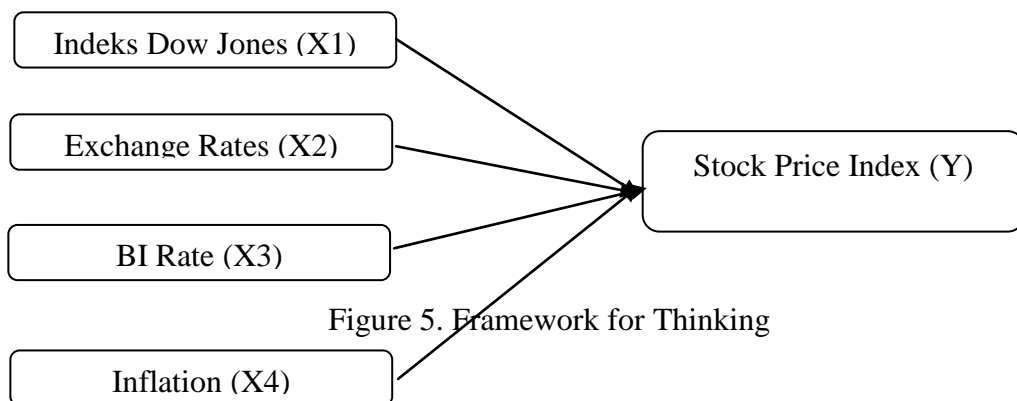 Indeks Dow Jones (X1)
Exchange Rates (X2)
Stock Price Index (Y)
BI Rate (X3)
Figure 5. Framework for Thinking
Inflation (X4)